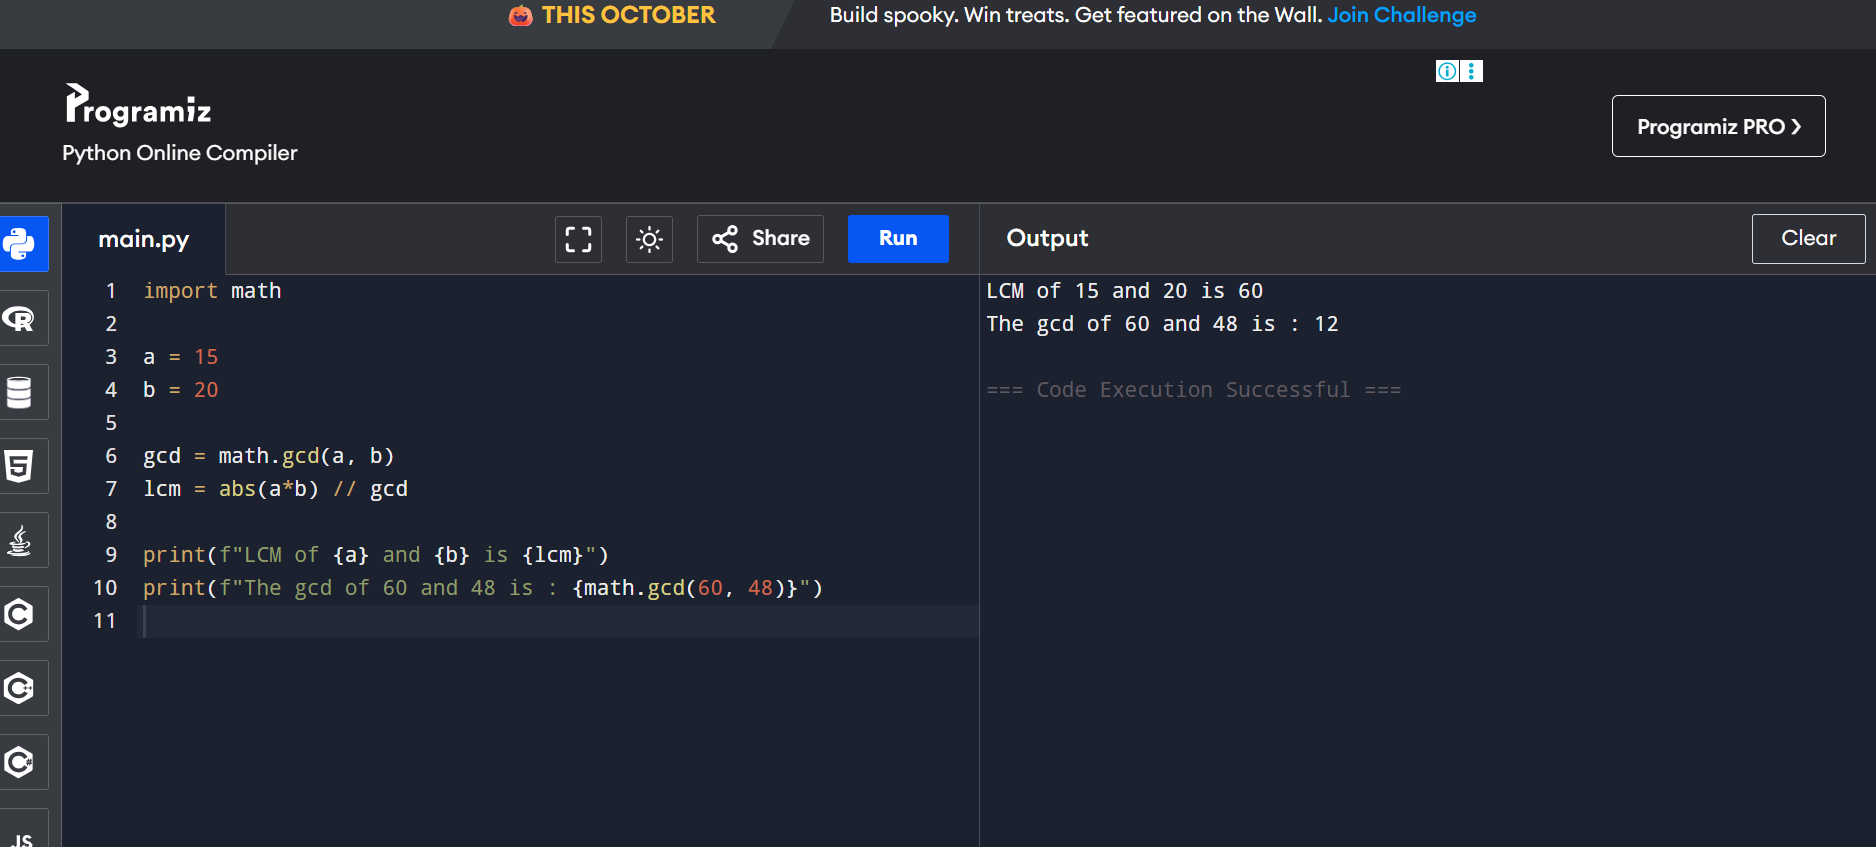 THIS OCTOBER
Build spooky. Win treats. Get featured on the Wall. Join Challenge
Programiz
Python Online Compiler
Programiz PRO ❯
main.py
Share
Run
Output
Clear
1 import math
2
3 a = 15
4 b = 20
5
6 gcd = math.gcd(a, b)
7 lcm = abs(a*b) // gcd
8
9 print(f"LCM of {a} and {b} is {lcm}")
10 print(f"The gcd of 60 and 48 is : {math.gcd(60, 48)}")
11
LCM of 15 and 20 is 60
The gcd of 60 and 48 is : 12
=== Code Execution Successful ===
R
5
C
C++
C#
JS